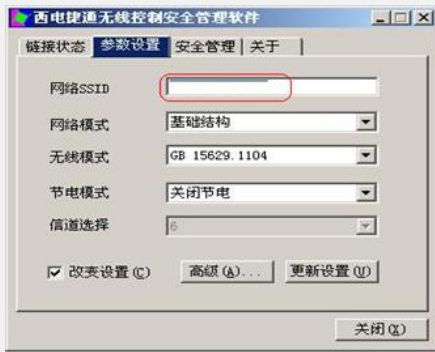 西电捷通无线控制安全管理软件
链接状态 参数设置 安全管理 关于
网络SSID
网络模式 基础结构
无线模式 GB 15629.1104
节电模式 关闭节电
信道选择 6
改变设置(C) 高级(A)... 更新设置(U)
关闭(X)